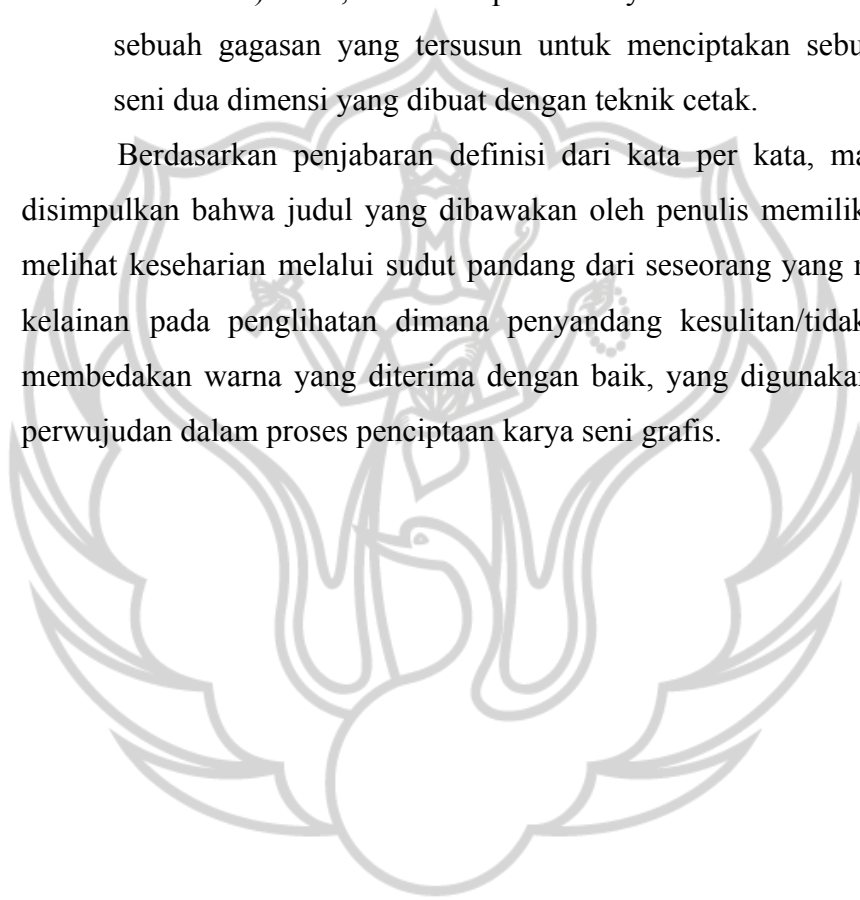 sebuah gagasan yang tersusun untuk menciptakan sebu
seni dua dimensi yang dibuat dengan teknik cetak.
Berdasarkan penjabaran definisi dari kata per kata, ma
disimpulkan bahwa judul yang dibawakan oleh penulis memilik
melihat keseharian melalui sudut pandang dari seseorang yang
kelainan pada penglihatan dimana penyandang kesulitan/tidak
membedakan warna yang diterima dengan baik, yang digunakan
perwujudan dalam proses penciptaan karya seni grafis.